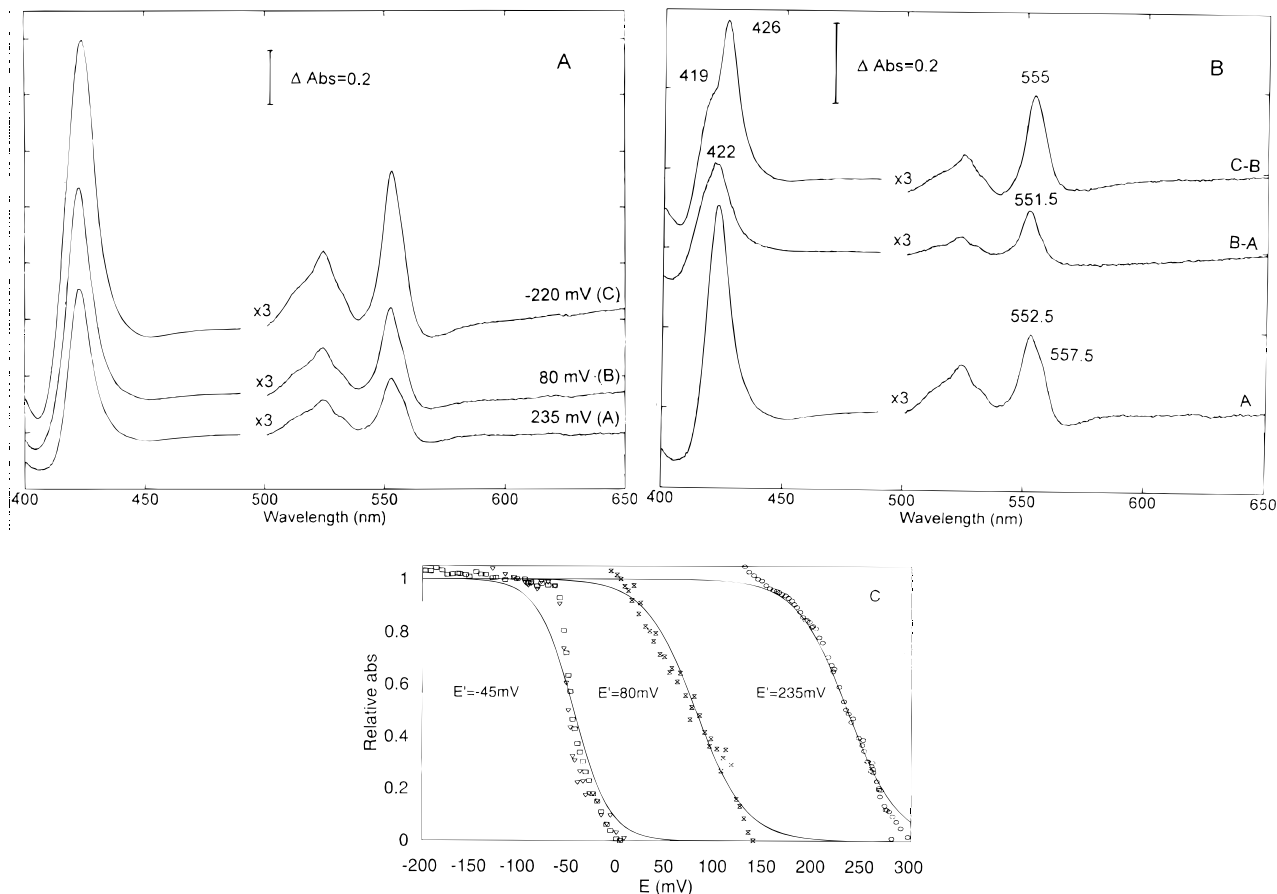 A
Δ Abs=0.2
x3
-220 mV (C)
x3
80 mV (B)
x3
235 mV (A)
400
450
500
550
600
650
Wavelength (nm)
B
Δ Abs=0.2
426
419
555
422
x3
C-B
551.5
x3
B-A
552.5
557.5
x3
A
400
450
500
550
600
650
Wavelength (nm)
C
1
0.8
0.6
0.4
0.2
0
Relative abs
E'=-45mV
E'=80mV
E'=235mV
-200 -150 -100 -50 0 50 100 150 200 250 300
E (mV)